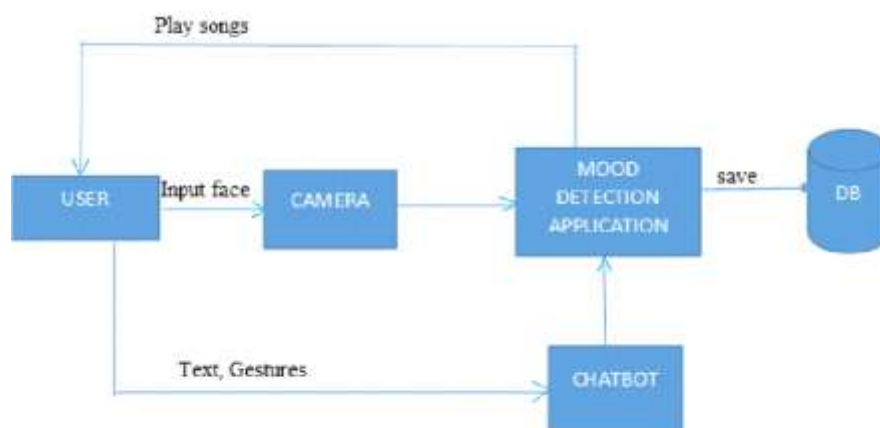 Play songs
USER
Input face
CAMERA
MOOD
DETECTION
APPLICATION
save
DB
Text, Gestures
CHATBOT